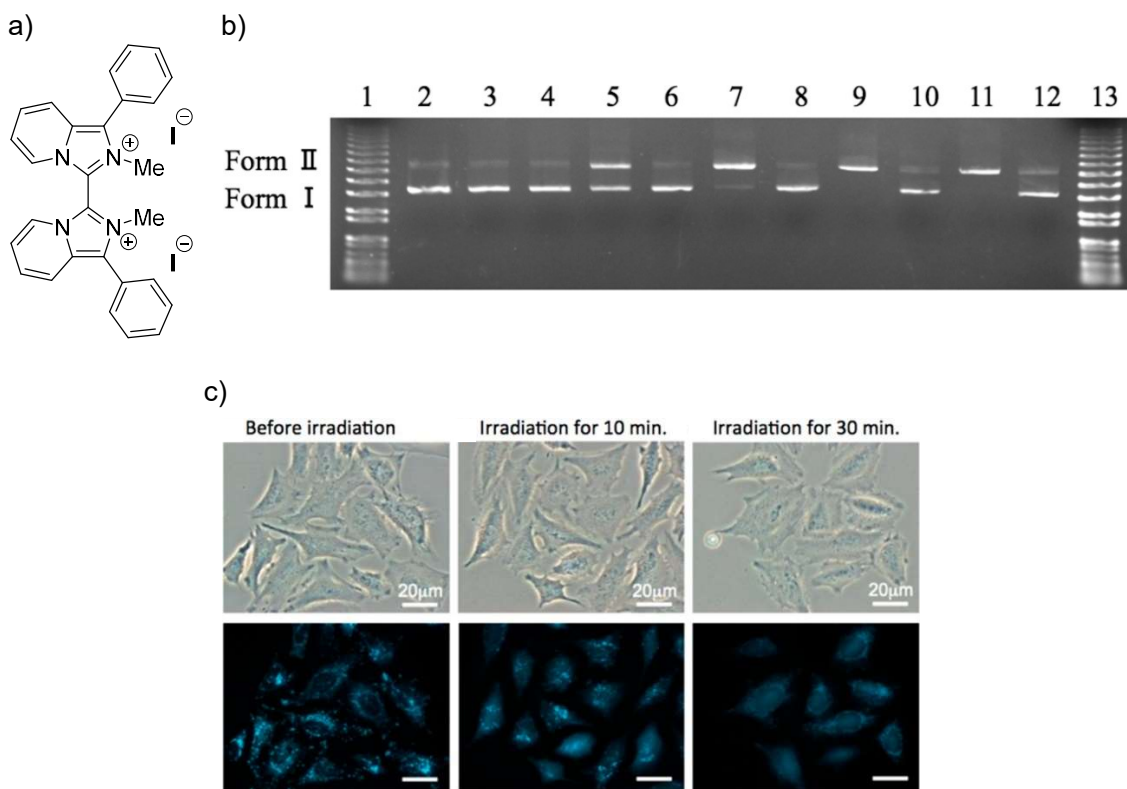 a)
b)
N
N
Me
I
N
N
Me
I
1 2 3 4 5 6 7 8 9 10 11 12 13
Form II
Form I
c)
Before irradiation
Irradiation for 10 min.
Irradiation for 30 min.
20μm
20μm
20μm